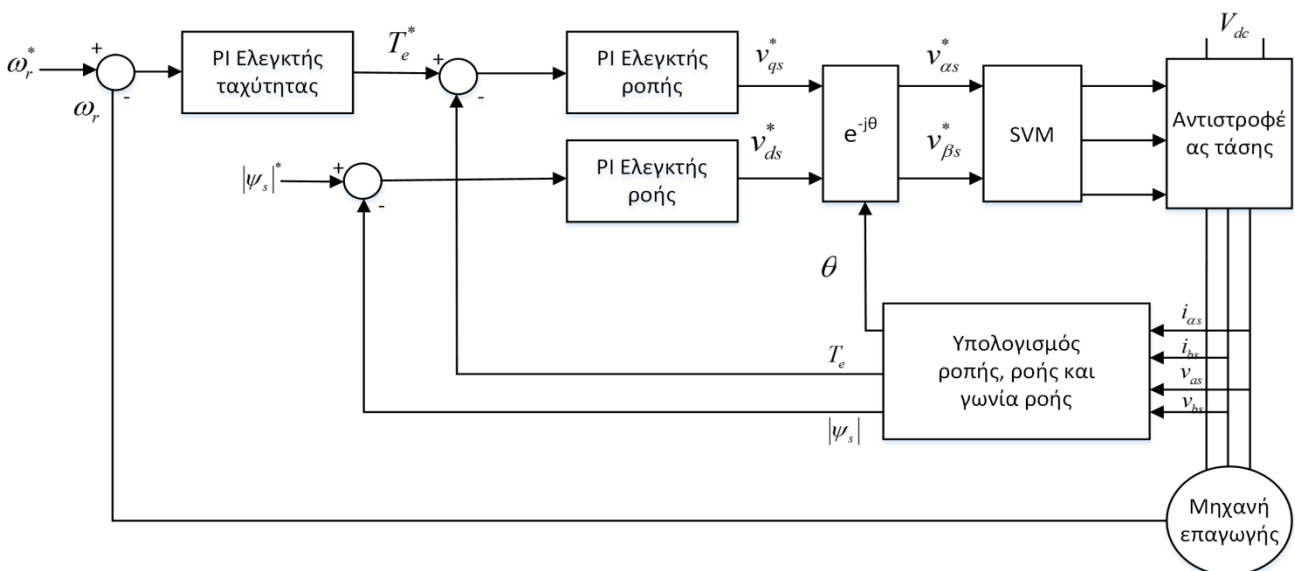 V_dc
ω_r^*
+
-
ω_r
PI Ελεγκτής
ταχύτητας
T_e^*
+
-
PI Ελεγκτής
ροπής
v_qs^*
e^-jθ
v_αs^*
v_βs^*
SVM
Αντιστροφέ
ας τάσης
|ψ_s|^*
+
-
PI Ελεγκτής
ροής
v_ds^*
θ
Υπολογισμός
ροπής, ροής και
γωνία ροής
i_αs
i_bs
v_as
v_bs
T_e
|ψ_s|
Μηχανή
επαγωγής